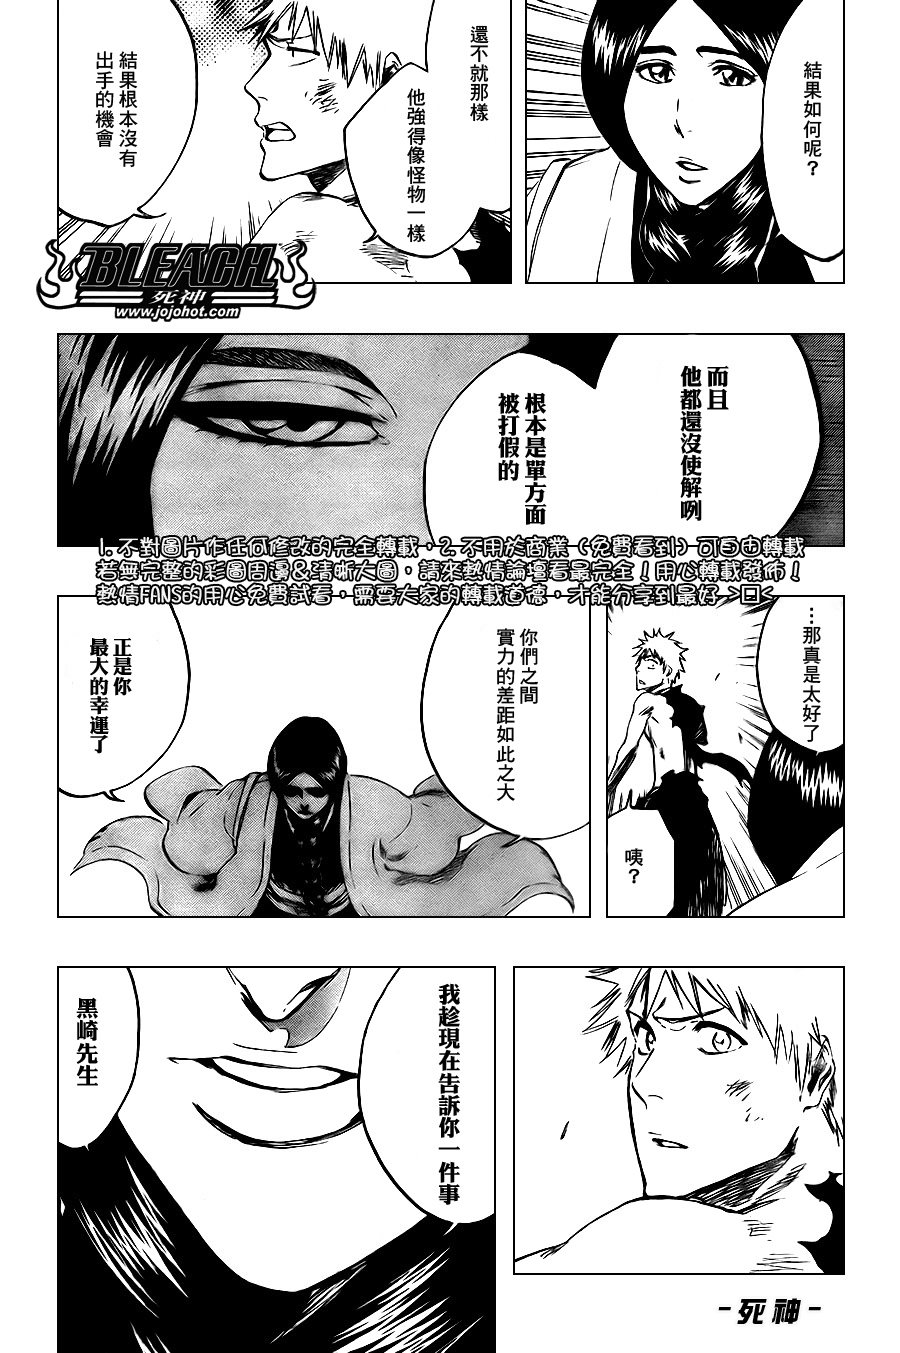 結果如何呢？
還不就那樣
他強得像怪物一樣
結果根本沒有
出手的機會
BLEACH
死神
www.jojohot.com
而且
他都還沒使解咧
根本是單方面
被打假的
1.不對圖片作任何修改的完全轉載，2.不用於商業（免費看到）可自由轉載
若無完整的彩圖周邊&清晰大圖，請來熱情論壇看最完全！用心轉載發佈！
熱情FANS的用心免費試看，需要大家的轉載道德，才能分享到最好 >口<
…那真是太好了
咦？
你們之間
實力的差距如此之大
正是你
最大的幸運了
我趁現在告訴你一件事
黑崎先生
-死神-